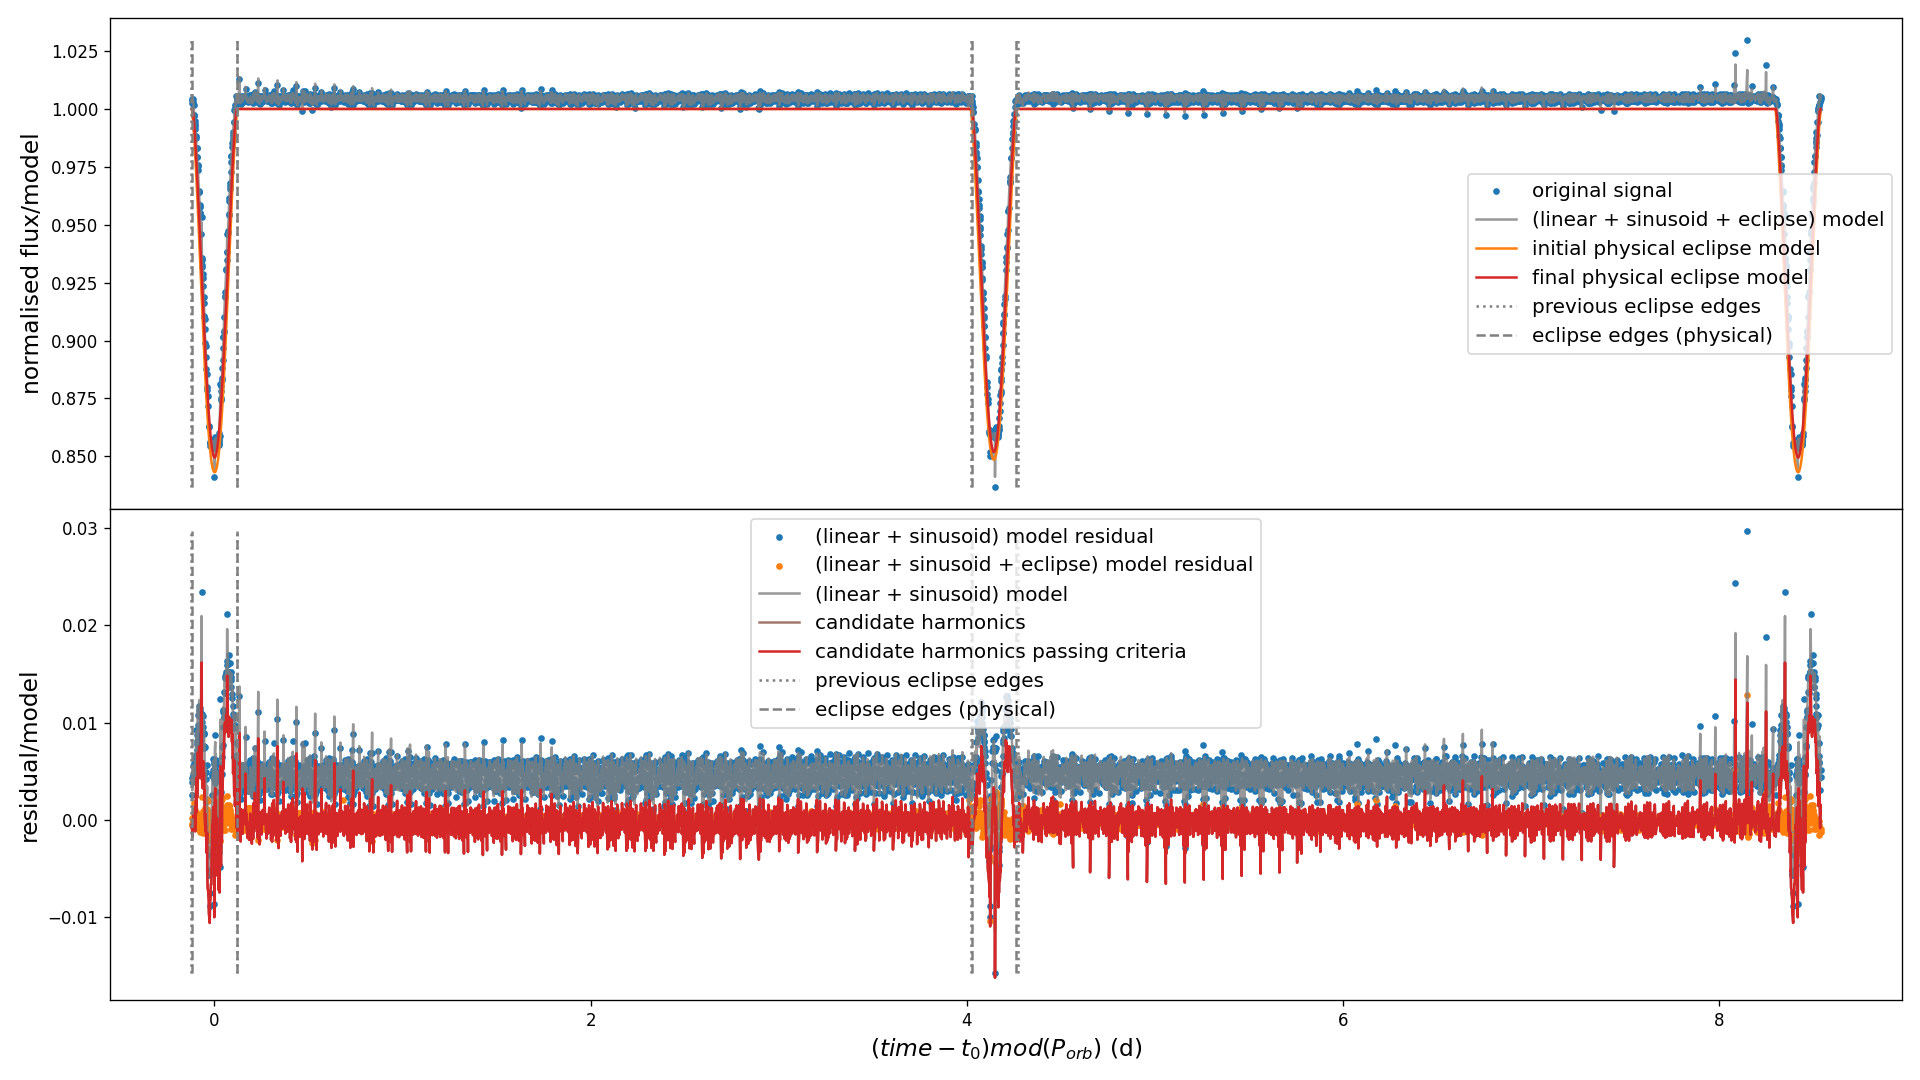 1.025
1.000
0.975
0.950
0.925
0.900
0.875
0.850
normalised flux/model
original signal
(linear + sinusoid + eclipse) model
initial physical eclipse model
final physical eclipse model
previous eclipse edges
eclipse edges (physical)
0.03
0.02
0.01
0.00
−0.01
residual/model
(linear + sinusoid) model residual
(linear + sinusoid + eclipse) model residual
(linear + sinusoid) model
candidate harmonics
candidate harmonics passing criteria
previous eclipse edges
eclipse edges (physical)
0 2 4 6 8
(time − t₀)mod(Pₒᵣb) (d)